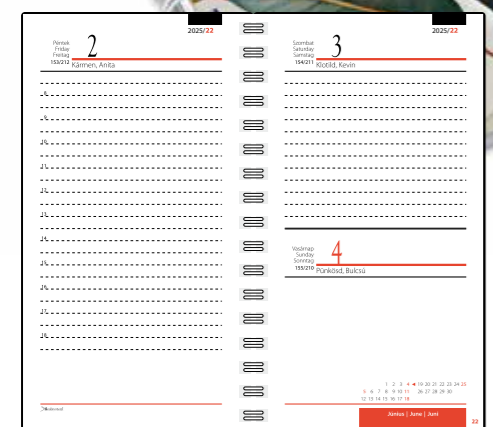 2025/22
Péntek
Friday
Freitag
2
153/212 Kármen, Anita
8
9
10
11
12
13
14
15
16
17
18
2025/22
Szombat
Saturday
Samstag
3
154/211 Klotild, Kevin
Vasárnap
Sunday
Sonntag
4
155/210 Pünkösd, Bulcsú
1 2 3 4 ◄ 19 20 21 22 23 24 25
5 6 7 8 9 10 11 26 27 28 29 30
12 13 14 15 16 17 18
Június | June | Juni
22